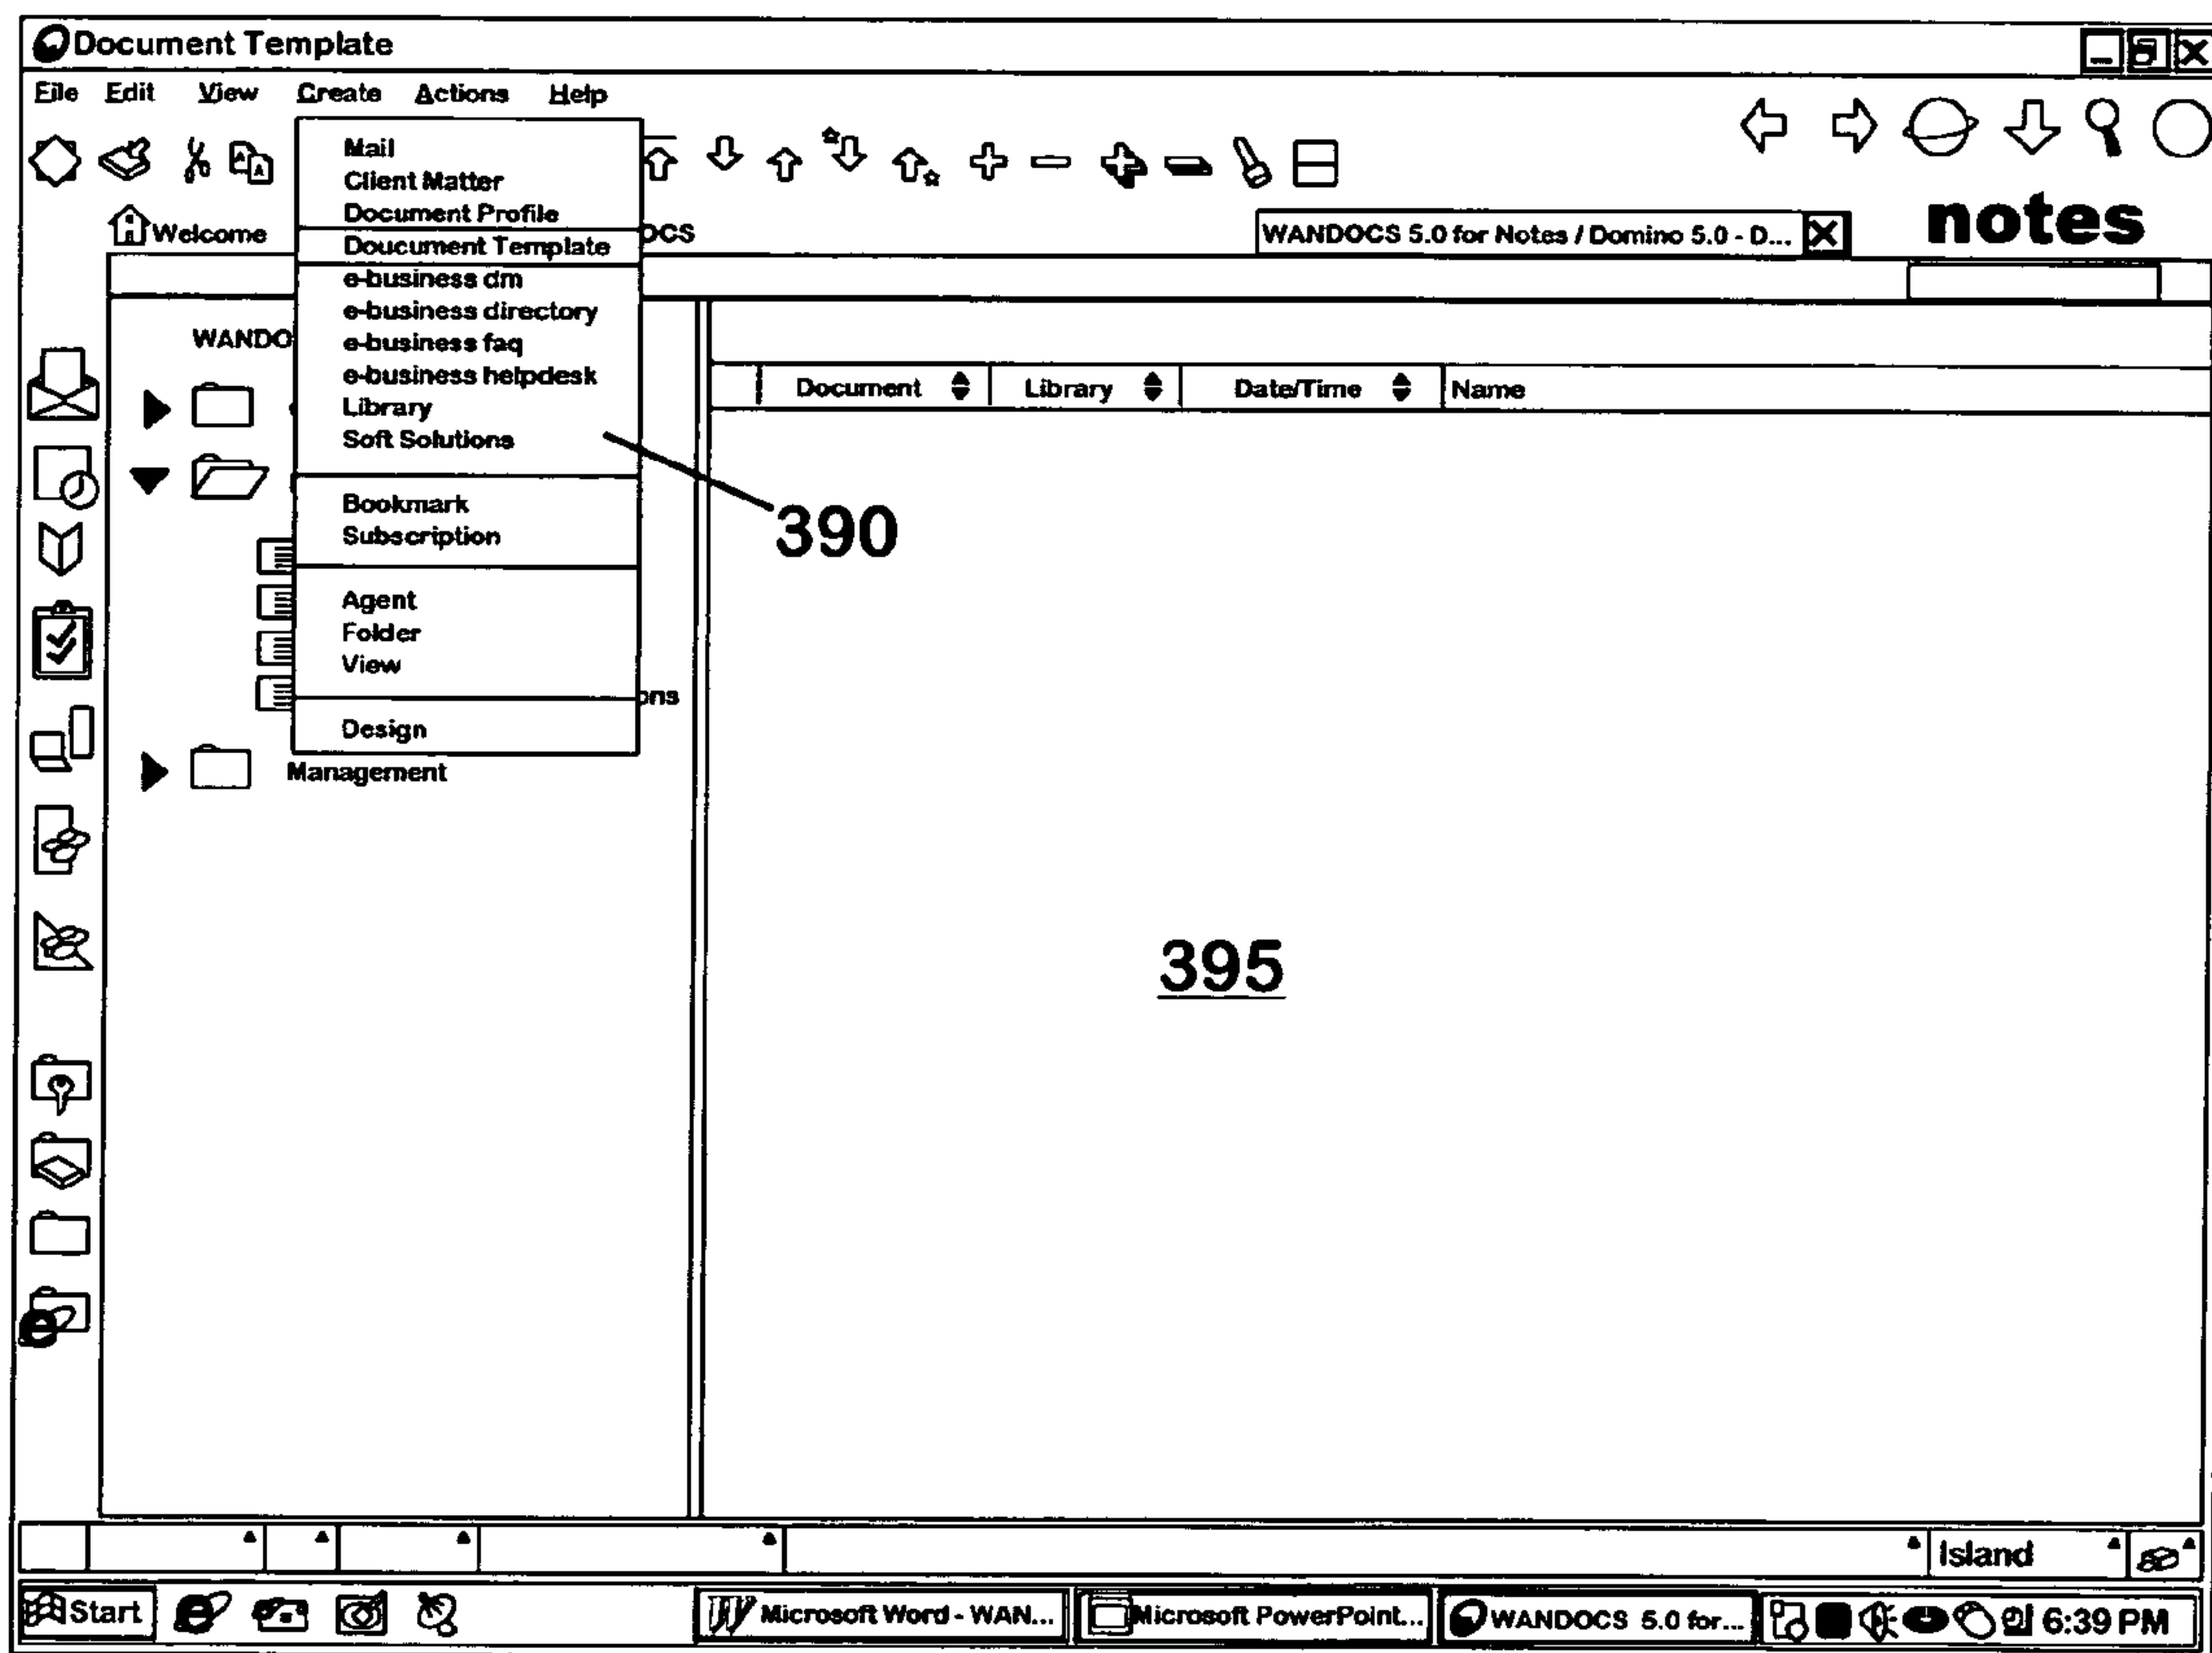 Document Template
File Edit View Create Actions Help
Mail
Client Matter
Document Profile
Doucument Template
e-business dm
e-business directory
e-business faq
e-business helpdesk
Library
Soft Solutions
Bookmark
Subscription
Agent
Folder
View
Design
Welcome
OCS
WANDOCS 5.0 for Notes / Domino 5.0 - D...
notes
WANDO
Document Library Date/Time Name
390
ons
Management
395
Island
Start Microsoft Word - WAN... Microsoft PowerPoint... WANDOCS 5.0 for... 6:39 PM